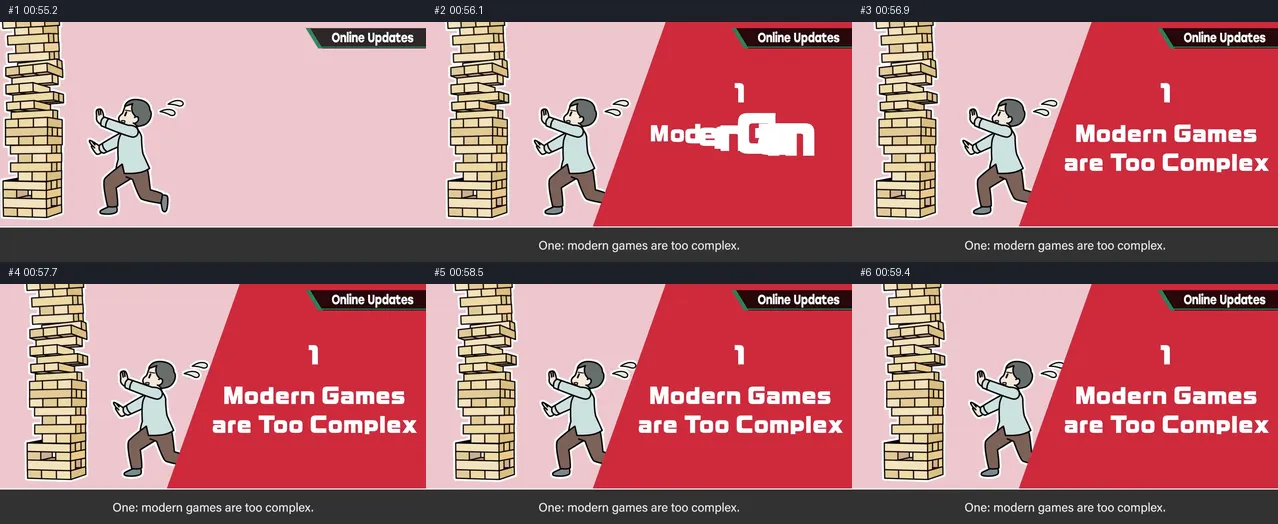 #1 00:55.2
Online Updates
#2 00:56.1
Online Updates
1
One: modern games are too complex.
#3 00:56.9
Online Updates
1
Modern Games
are Too Complex
One: modern games are too complex.
#4 00:57.7
Online Updates
1
Modern Games
are Too Complex
One: modern games are too complex.
#5 00:58.5
Online Updates
1
Modern Games
are Too Complex
One: modern games are too complex.
#6 00:59.4
Online Updates
1
Modern Games
are Too Complex
One: modern games are too complex.